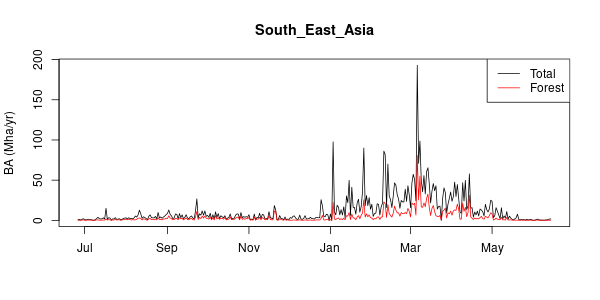 South_East_Asia
BA (Mha/yr)
200
150
100
50
0
Total
Forest
Jul Sep Nov Jan Mar May